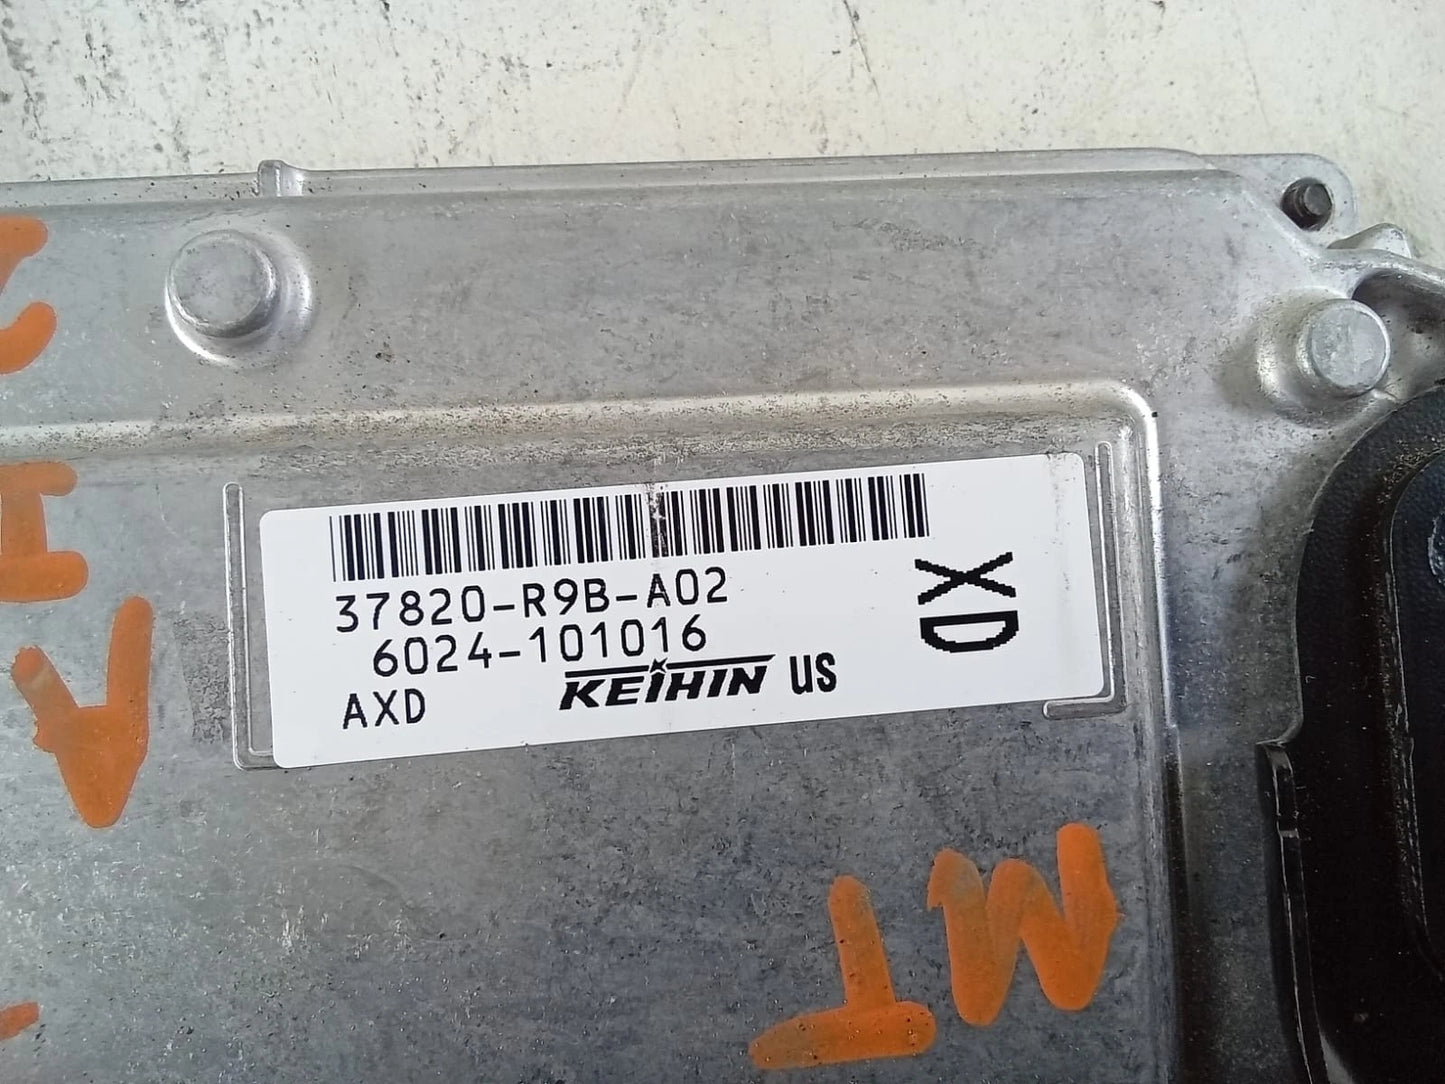 37820-R9B-A02
6024-101016
AXD
KEIHIN US
XD
MT